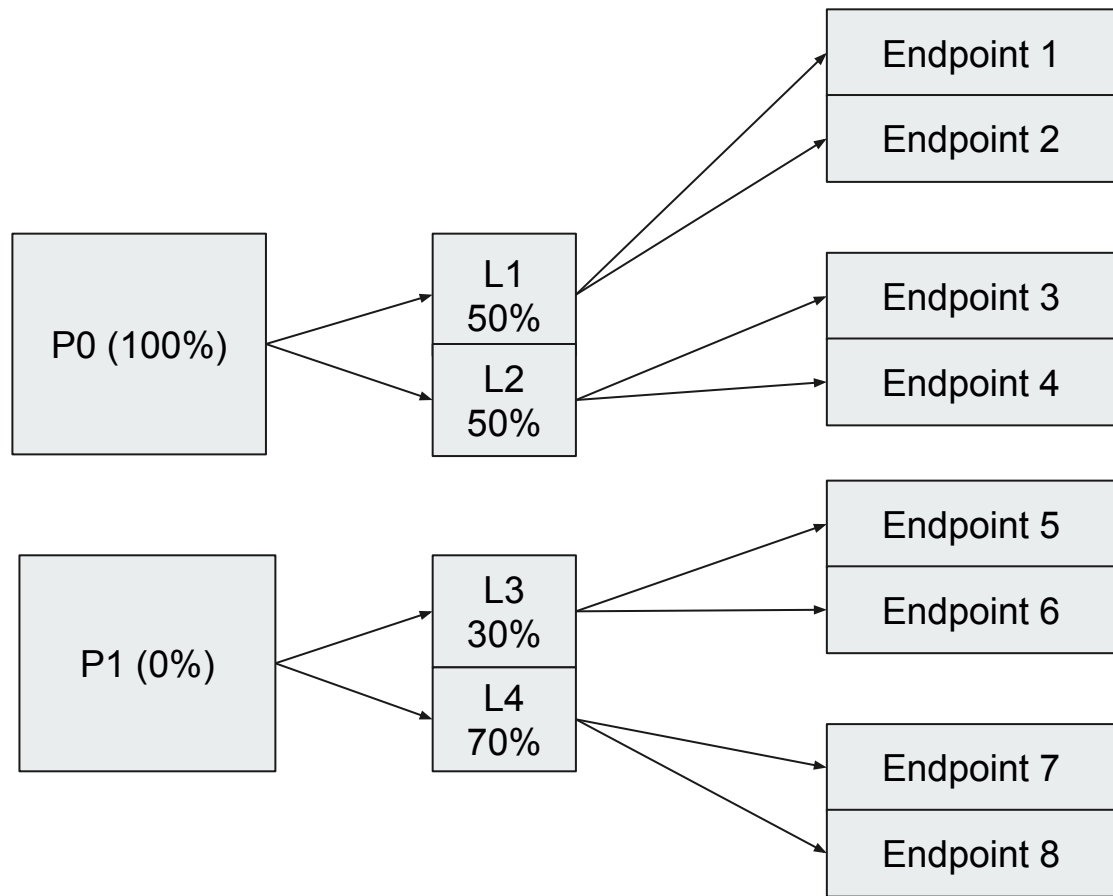 P0 (100%)
L1
50%
L2
50%
Endpoint 1
Endpoint 2
Endpoint 3
Endpoint 4
P1 (0%)
L3
30%
L4
70%
Endpoint 5
Endpoint 6
Endpoint 7
Endpoint 8